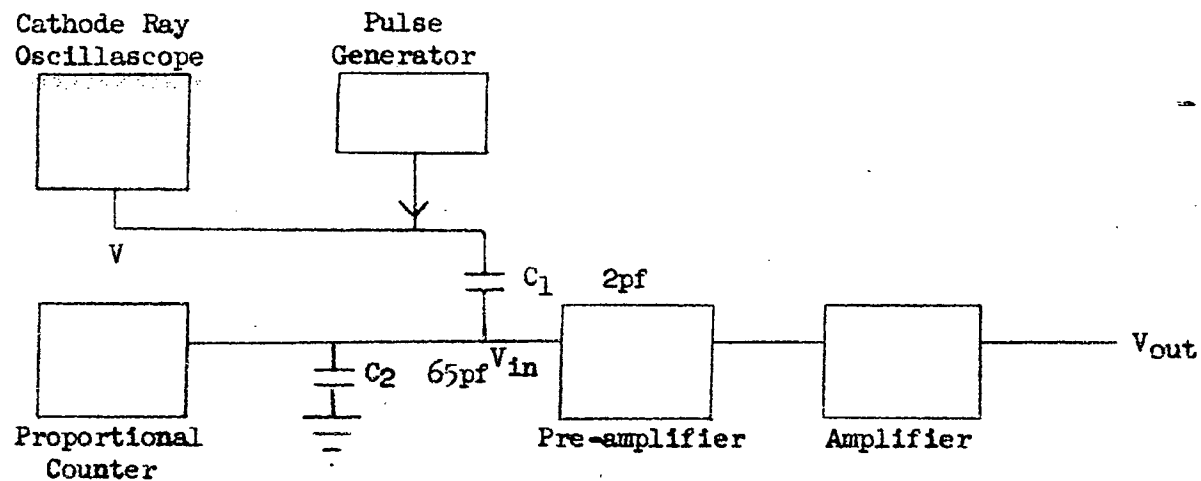 Cathode Ray
Oscillascope
Pulse
Generator
V
C1
2pf
C2
65pf
Vin
Vout
Proportional
Counter
Pre-amplifier
Amplifier